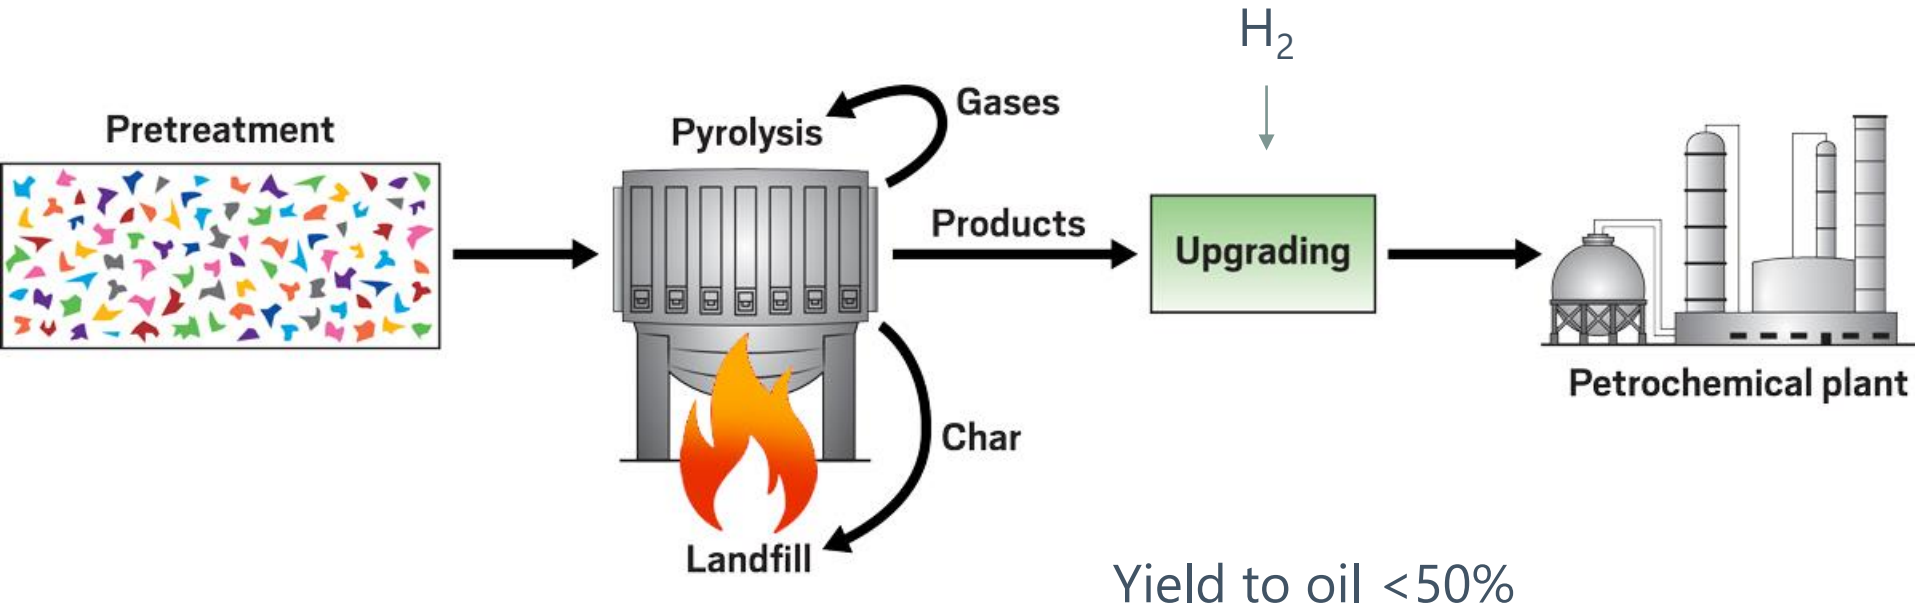 H₂
Pretreatment
Pyrolysis
Gases
Products
Upgrading
Petrochemical plant
Char
Landfill
Yield to oil <50%